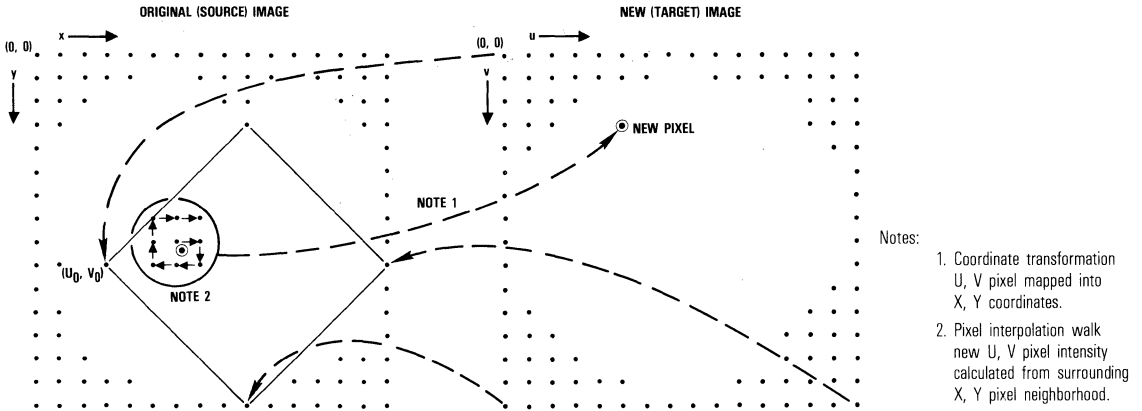 ORIGINAL (SOURCE) IMAGE
NEW (TARGET) IMAGE
x
u
(0, 0)
(0, 0)
y
v
NEW PIXEL
NOTE 1
(U0, V0)
NOTE 2
Notes:
1. Coordinate transformation
U, V pixel mapped into
X, Y coordinates.
2. Pixel interpolation walk
new U, V pixel intensity
calculated from surrounding
X, Y pixel neighborhood.